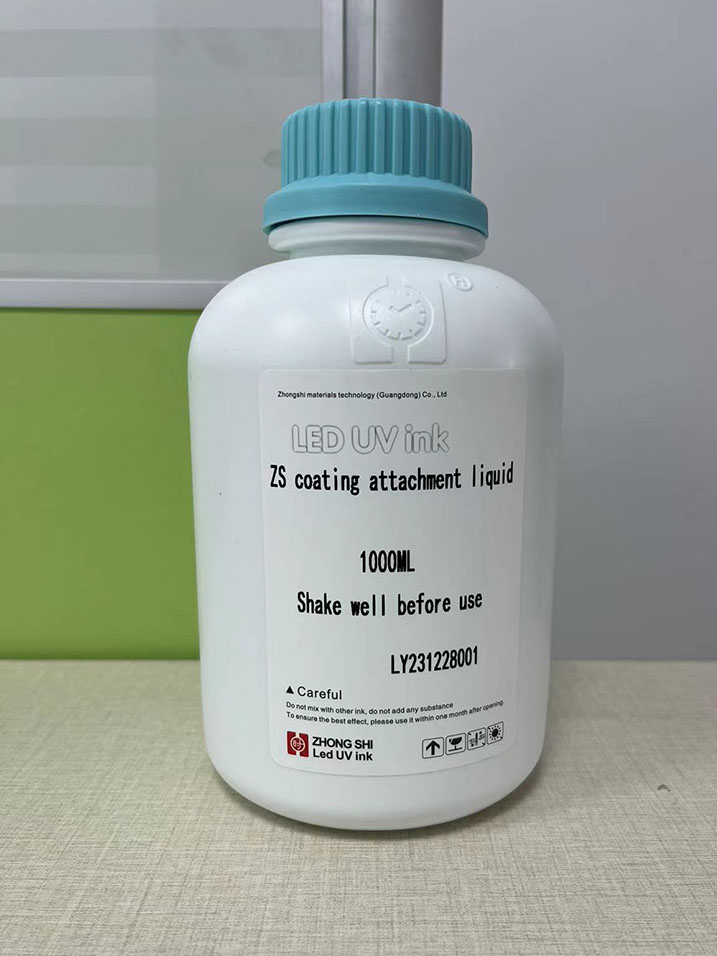 ®
Zhongshi materials technology (Guangdong) Co., Ltd
LED UV ink
ZS coating attachment liquid
1000ML
Shake well before use
LY231228001
▲ Careful
Do not mix with other ink, do not add any substance
To ensure the best effect, please use it within one month after opening.
ZHONG SHI
Led UV ink